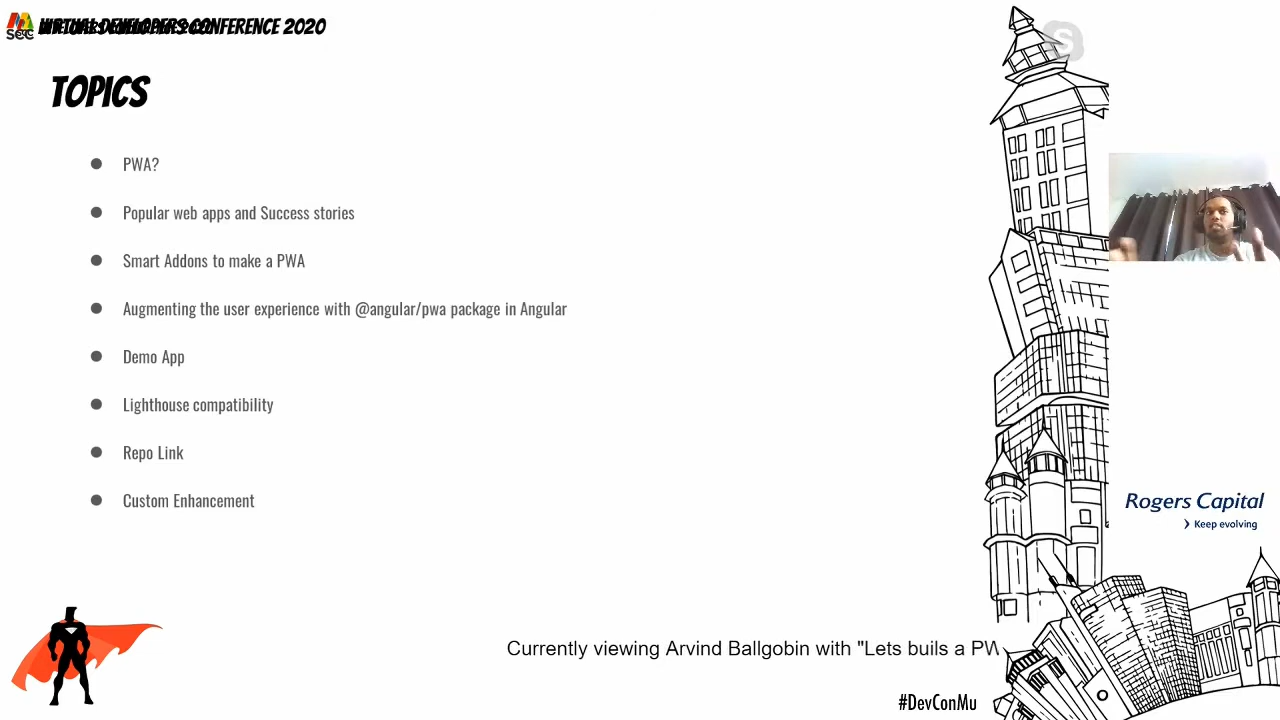 VIRTUAL DEVELOPERS CONFERENCE 2020
TOPICS
PWA?
Popular web apps and Success stories
Smart Addons to make a PWA
Augmenting the user experience with @angular/pwa package in Angular
Demo App
Lighthouse compatibility
Repo Link
Custom Enhancement
Rogers Capital
Keep evolving
Currently viewing Arvind Ballgobin with "Lets buils a PW
#DevConMu